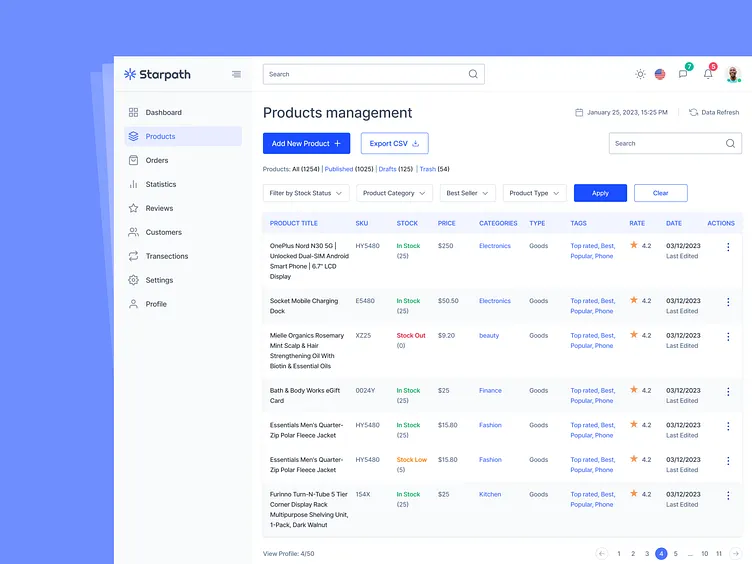 Starpath
Search
7
5
Dashboard
Products
Orders
Statistics
Reviews
Customers
Transactions
Settings
Profile
Products management
January 25, 2023, 15:25 PM
Data Refresh
Add New Product +
Export CSV
Search
Products: All (1254) | Published (1025) | Drafts (125) | Trash (54)
Filter by Stock Status
Product Category
Best Seller
Product Type
Apply
Clear
PRODUCT TITLE SKU STOCK PRICE CATEGORIES TYPE TAGS RATE DATE ACTIONS
OnePlus Nord N30 5G | HY5480 In Stock $250 Electronics Goods Top rated, Best, 4.2 03/12/2023
Unlocked Dual-SIM Android (25) Popular, Phone Last Edited
Smart Phone | 6.7" LCD
Display
Socket Mobile Charging E5480 In Stock $50.50 Electronics Goods Top rated, Best, 4.2 03/12/2023
Dock (25) Popular, Phone Last Edited
Mielle Organics Rosemary XZ25 Stock Out $9.20 beauty Goods Top rated, Best, 4.2 03/12/2023
Mint Scalp & Hair (0) Popular, Phone Last Edited
Strengthening Oil With
Biotin & Essential Oils
Bath & Body Works eGift 0024Y In Stock $25 Finance Goods Top rated, Best, 4.2 03/12/2023
Card (25) Popular, Phone Last Edited
Essentials Men's Quarter- HY5480 In Stock $15.80 Fashion Goods Top rated, Best, 4.2 03/12/2023
Zip Polar Fleece Jacket (25) Popular, Phone Last Edited
Essentials Men's Quarter- HY5480 Stock Low $15.80 Fashion Goods Top rated, Best, 4.2 03/12/2023
Zip Polar Fleece Jacket (5) Popular, Phone Last Edited
Furinno Turn-N-Tube 5 Tier 154X In Stock $25 Kitchen Goods Top rated, Best, 4.2 03/12/2023
Corner Display Rack (25) Popular, Phone Last Edited
Multipurpose Shelving Unit,
1-Pack, Dark Walnut
View Profile: 4/50
1 2 3 4 5 ... 10 11